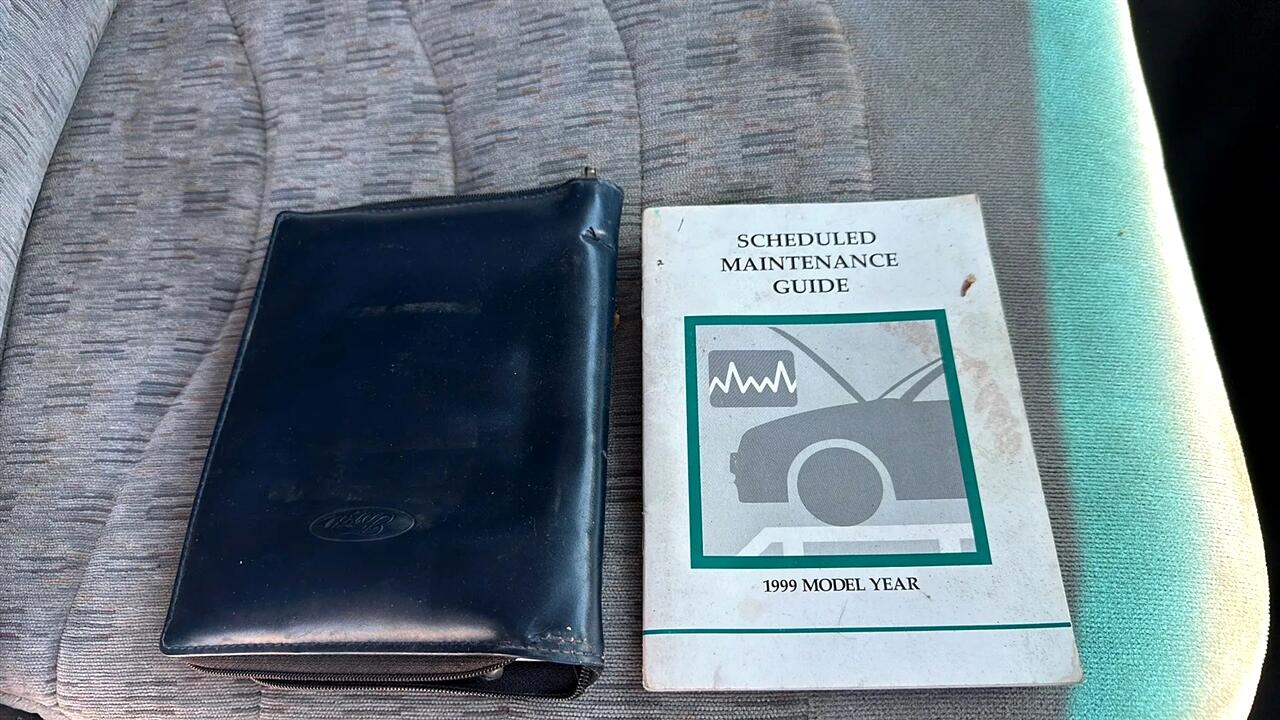 SCHEDULED
MAINTENANCE
GUIDE
1999 MODEL YEAR